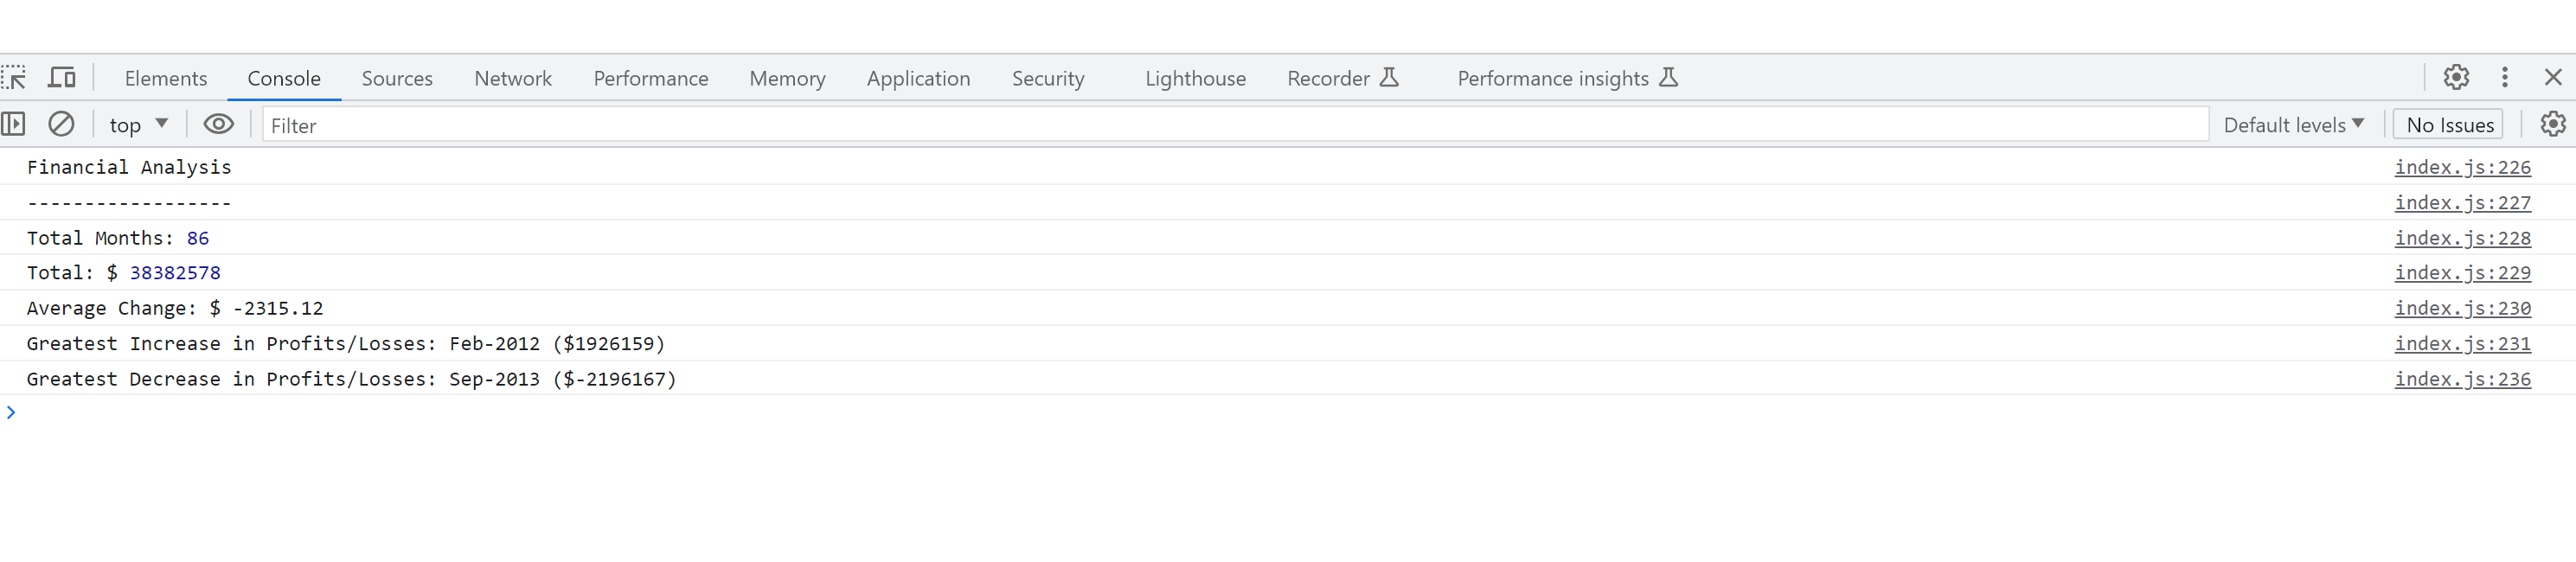 Elements Console Sources Network Performance Memory Application Security Lighthouse Recorder Performance insights
top Filter Default levels No Issues
Financial Analysis index.js:226
------------------ index.js:227
Total Months: 86 index.js:228
Total: $ 38382578 index.js:229
Average Change: $ -2315.12 index.js:230
Greatest Increase in Profits/Losses: Feb-2012 ($1926159) index.js:231
Greatest Decrease in Profits/Losses: Sep-2013 ($-2196167) index.js:236